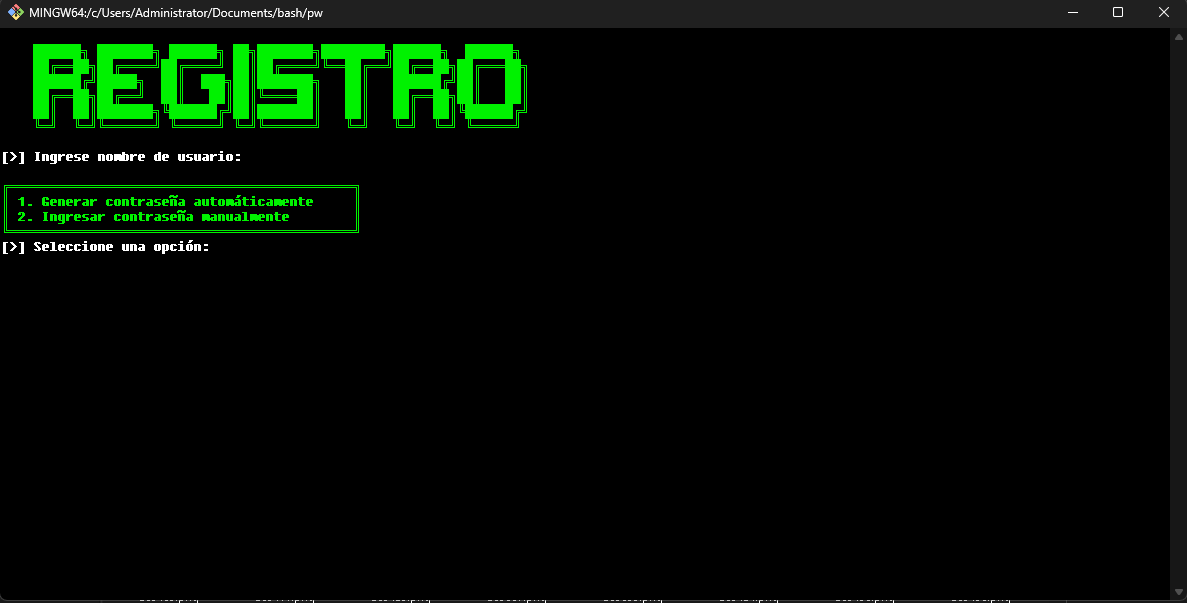 MINGW64:/c/Users/Administrator/Documents/bash/pw
REGISTRO
[>] Ingrese nombre de usuario:
1. Generar contraseña automáticamente
2. Ingresar contraseña manualmente
[>] Seleccione una opción: